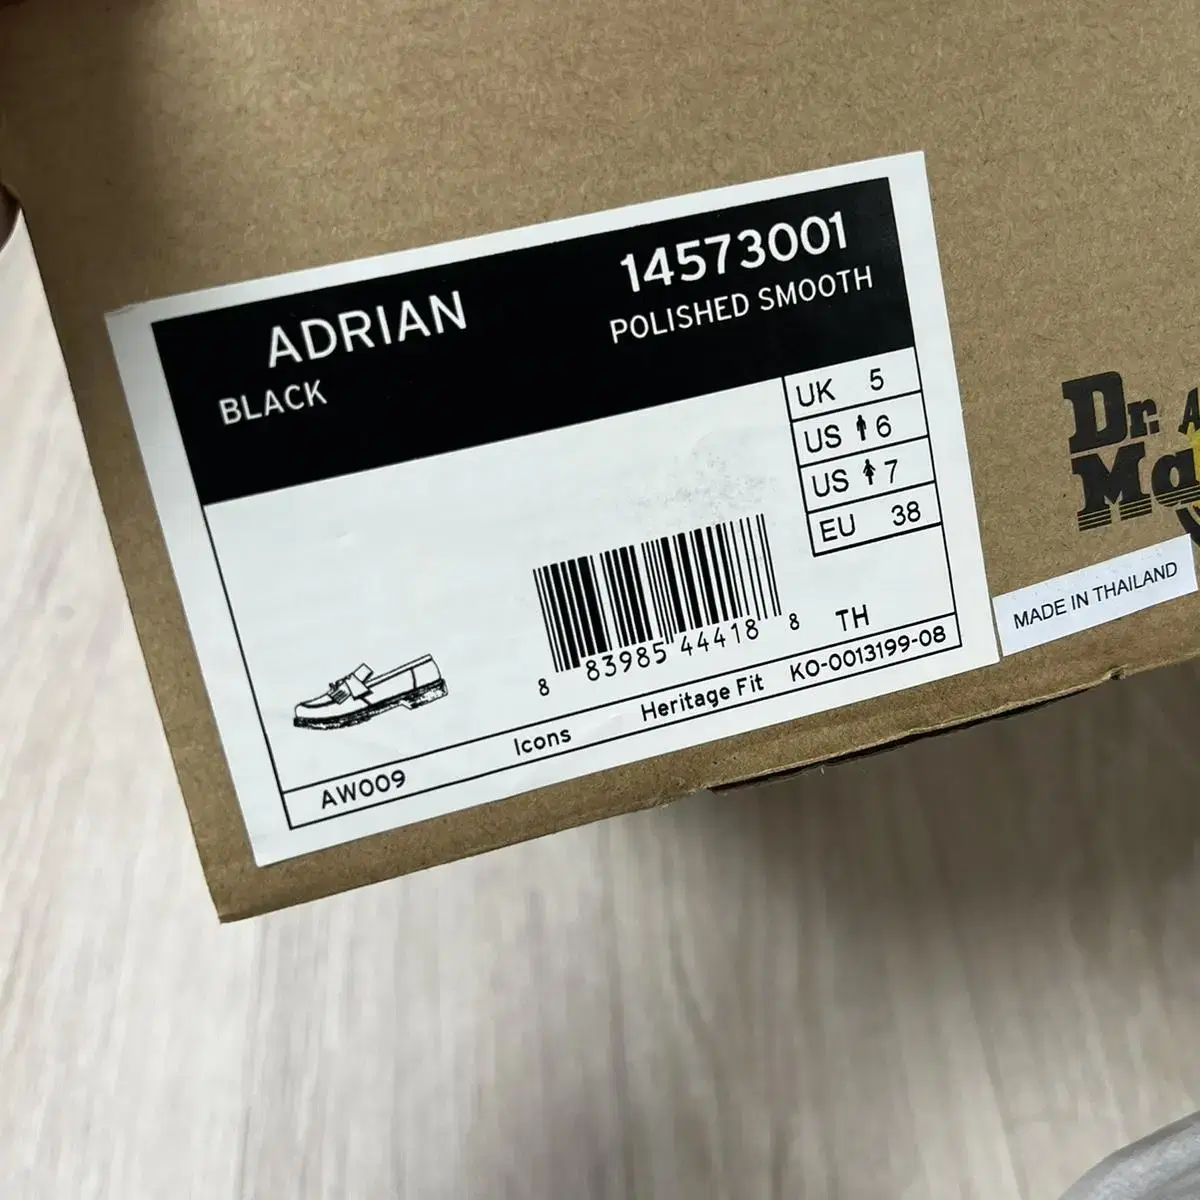 ADRIAN
14573001
BLACK
POLISHED SMOOTH
UK 5
US 6
US 7
EU 38
8 83985 44418 8
TH
AW009 Icons Heritage Fit KO-0013199-08
Dr.
MADE IN THAILAND